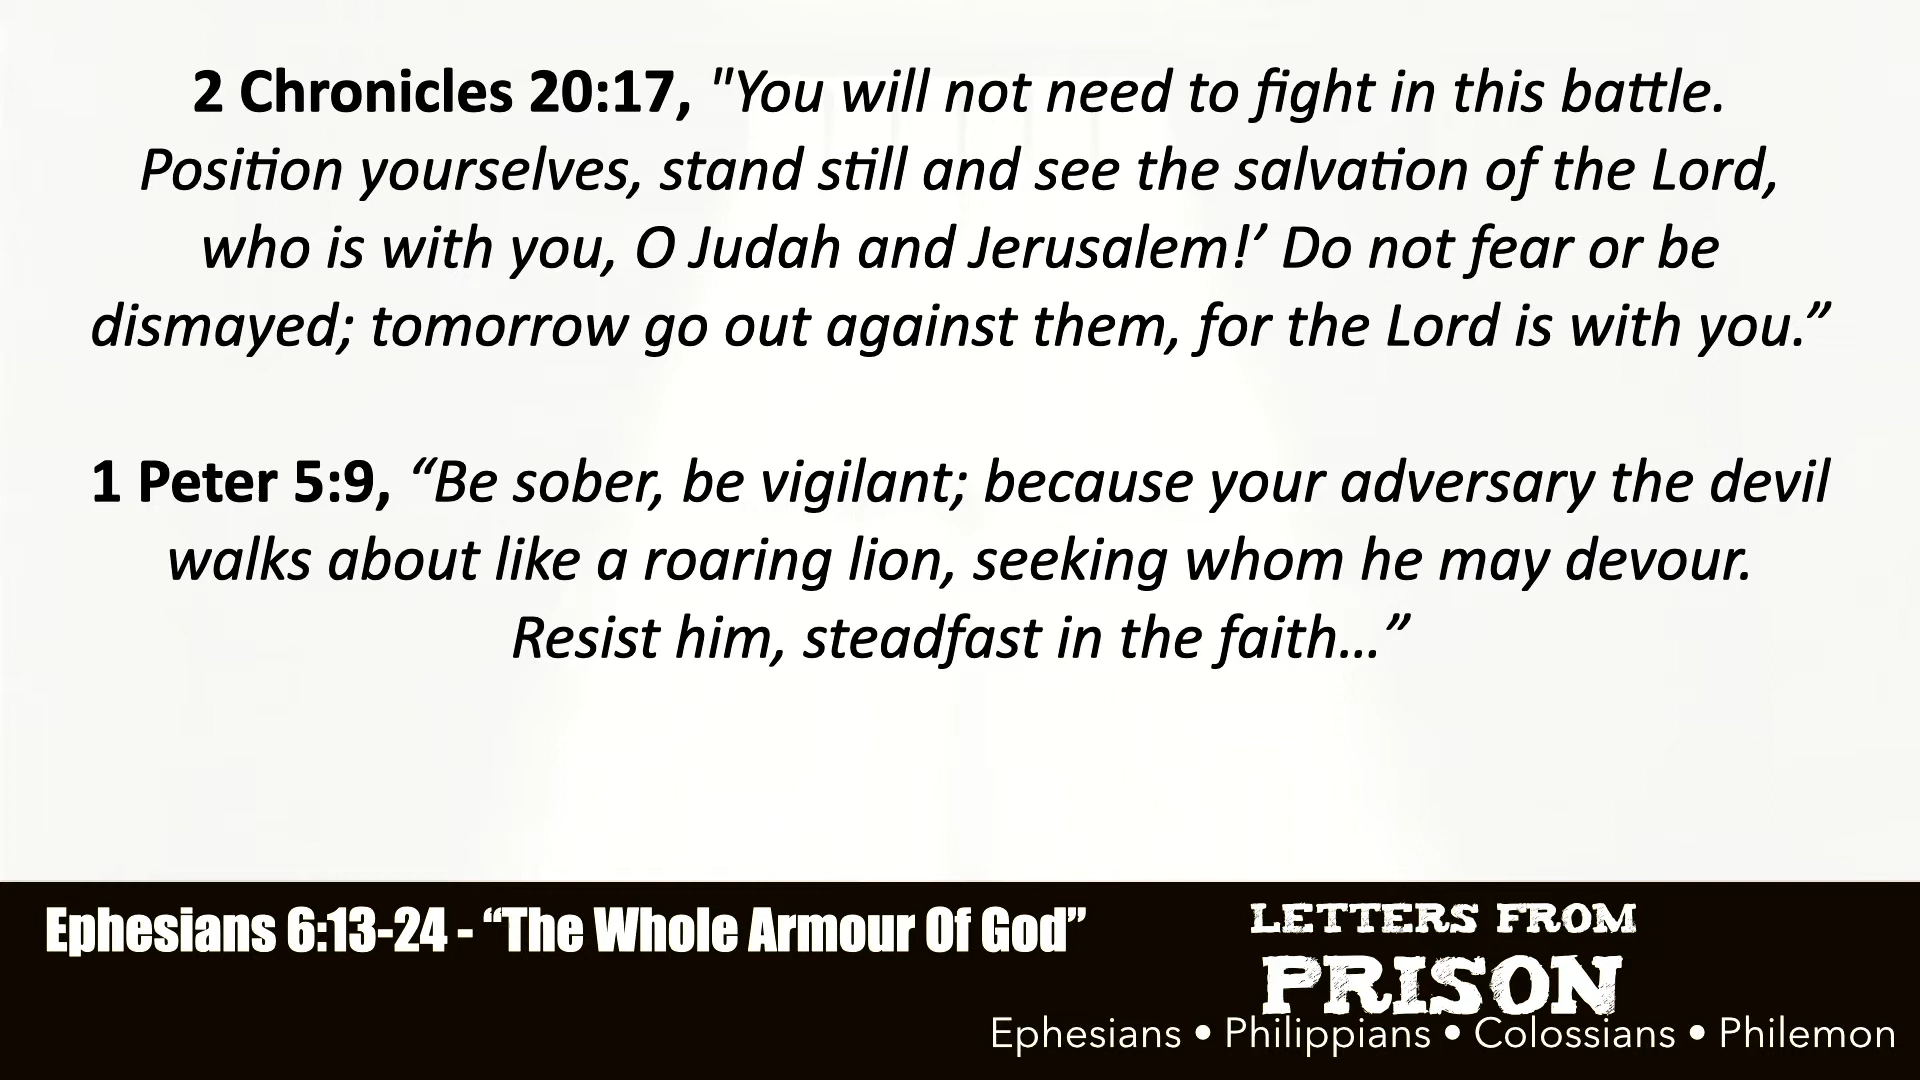 2 Chronicles 20:17, "You will not need to fight in this battle.
Position yourselves, stand still and see the salvation of the Lord,
who is with you, O Judah and Jerusalem!’ Do not fear or be
dismayed; tomorrow go out against them, for the Lord is with you.”
1 Peter 5:9, “Be sober, be vigilant; because your adversary the devil
walks about like a roaring lion, seeking whom he may devour.
Resist him, steadfast in the faith…”
Ephesians 6:13-24 - “The Whole Armour Of God”
LETTERS FROM
PRISON
Ephesians • Philippians • Colossians • Philemon